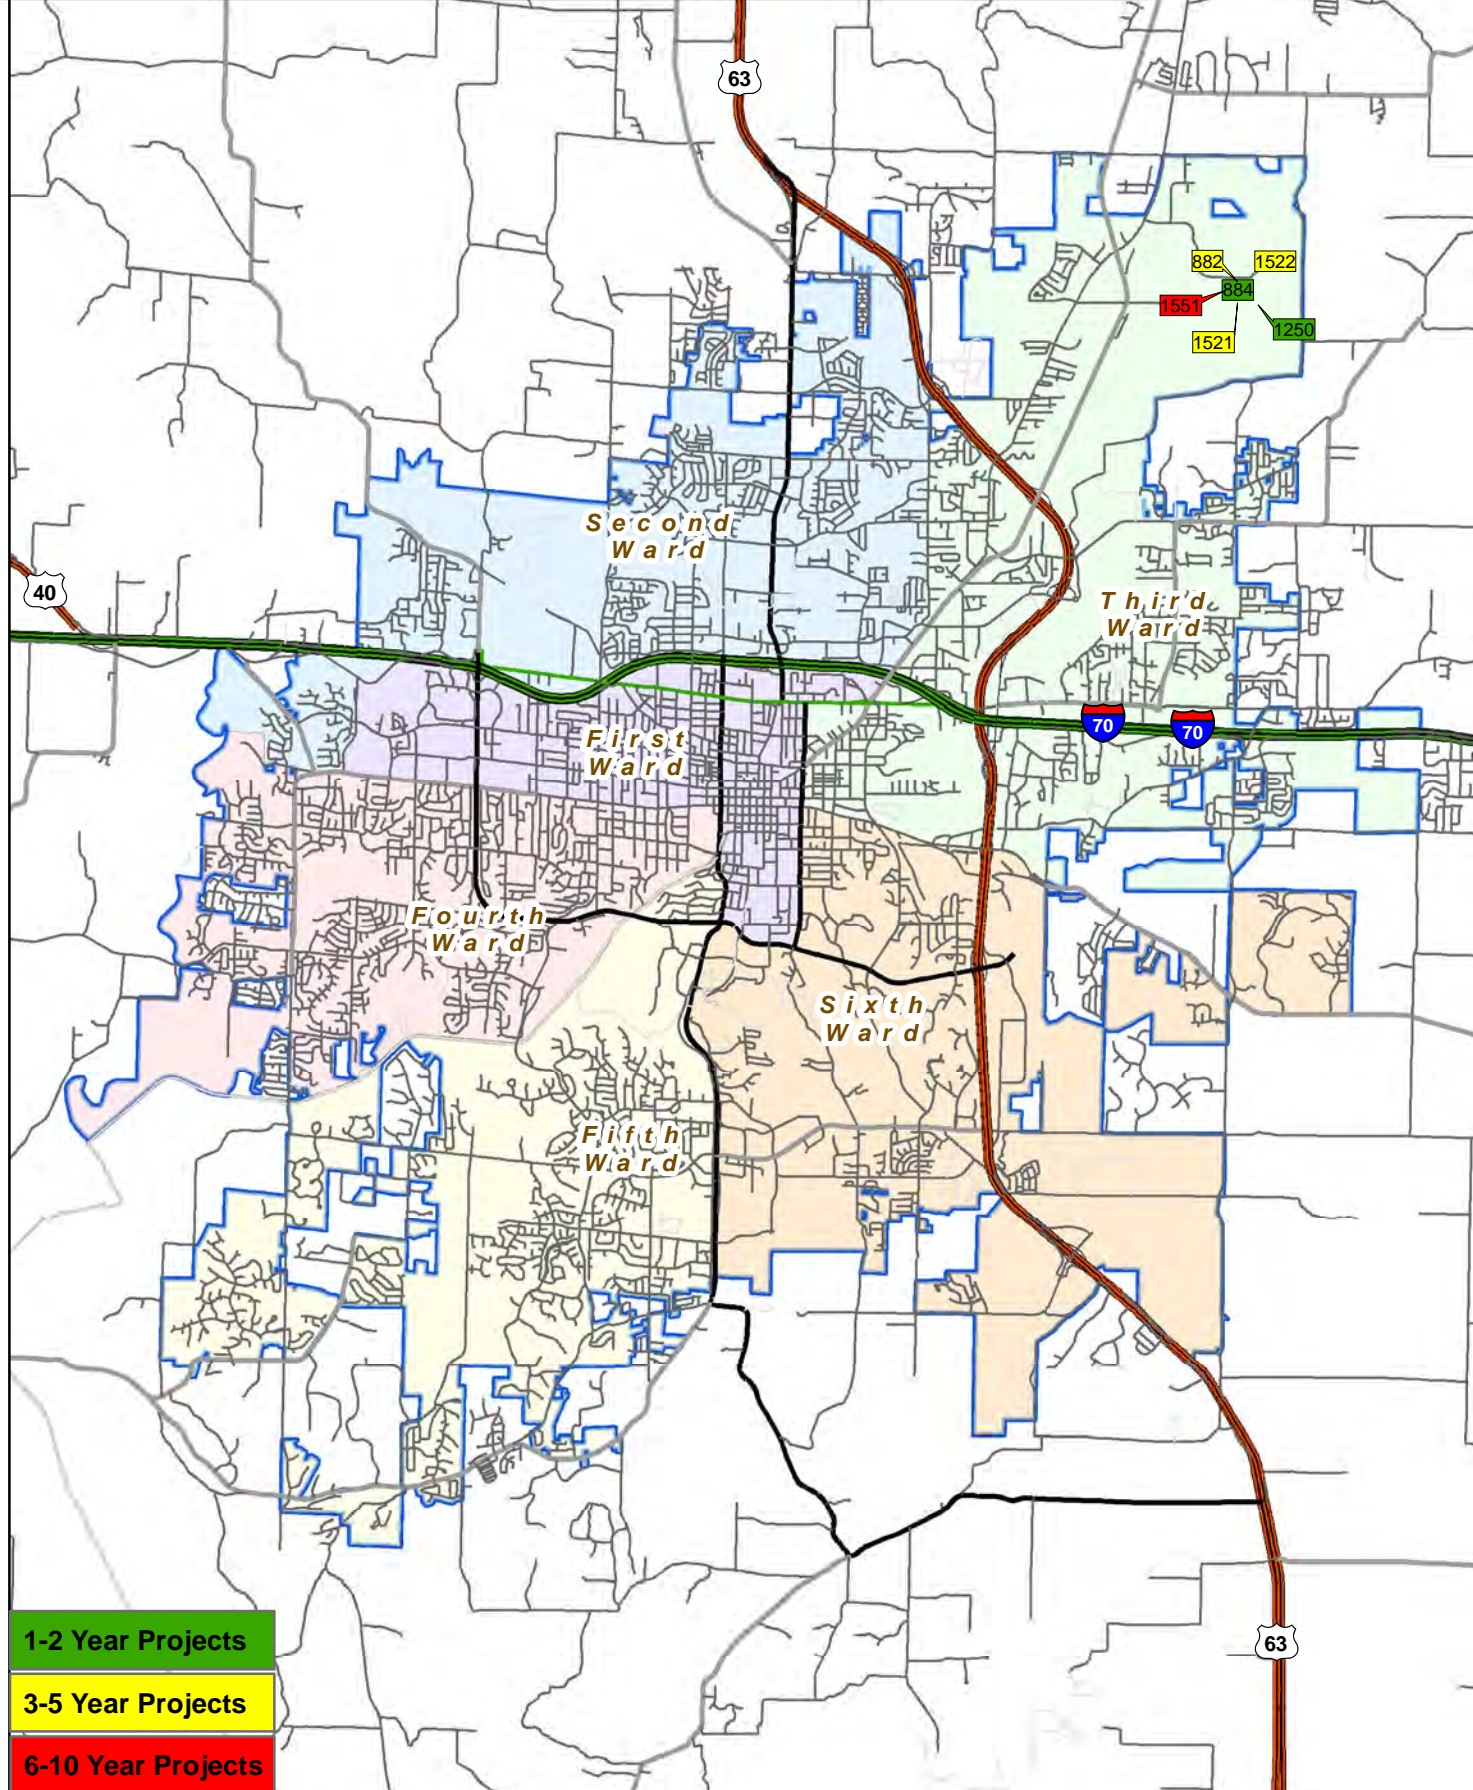 63
882
1522
884
1551
1250
1521
Second
Ward
40
Third
Ward
70
70
First
Ward
Fourth
Ward
Sixth
Ward
Fifth
Ward
63
1-2 Year Projects
3-5 Year Projects
6-10 Year Projects